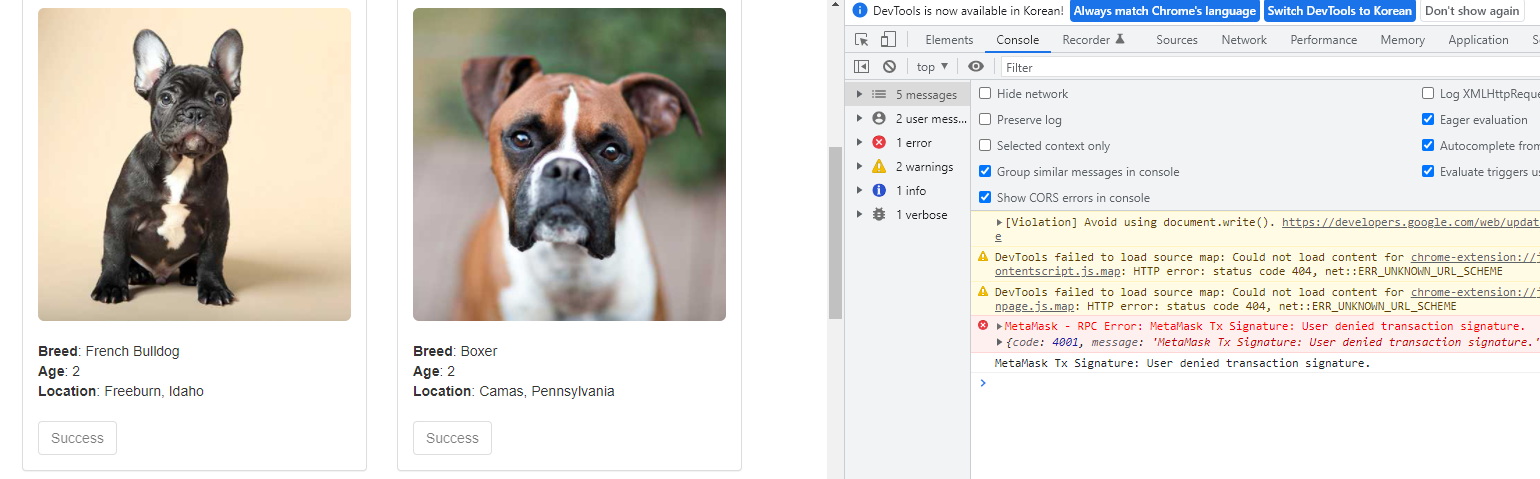 Breed: French Bulldog
Age: 2
Location: Freeburn, Idaho
Success
Breed: Boxer
Age: 2
Location: Camas, Pennsylvania
Success
DevTools is now available in Korean! Always match Chrome's language Switch DevTools to Korean Don't show again
Elements Console Recorder Sources Network Performance Memory Application
top Filter
5 messages
2 user mess...
1 error
2 warnings
1 info
1 verbose
Hide network Log XMLHttpReque
Preserve log Eager evaluation
Selected context only Autocomplete from
Group similar messages in console Evaluate triggers u
Show CORS errors in console
[Violation] Avoid using document.write(). https://developers.google.com/web/updat
e
DevTools failed to load source map: Could not load content for chrome-extension://
ontentscript.js.map: HTTP error: status code 404, net::ERR_UNKNOWN_URL_SCHEME
DevTools failed to load source map: Could not load content for chrome-extension://
npage.js.map: HTTP error: status code 404, net::ERR_UNKNOWN_URL_SCHEME
MetaMask - RPC Error: MetaMask Tx Signature: User denied transaction signature.
{code: 4001, message: 'MetaMask Tx Signature: User denied transaction signature.'
MetaMask Tx Signature: User denied transaction signature.